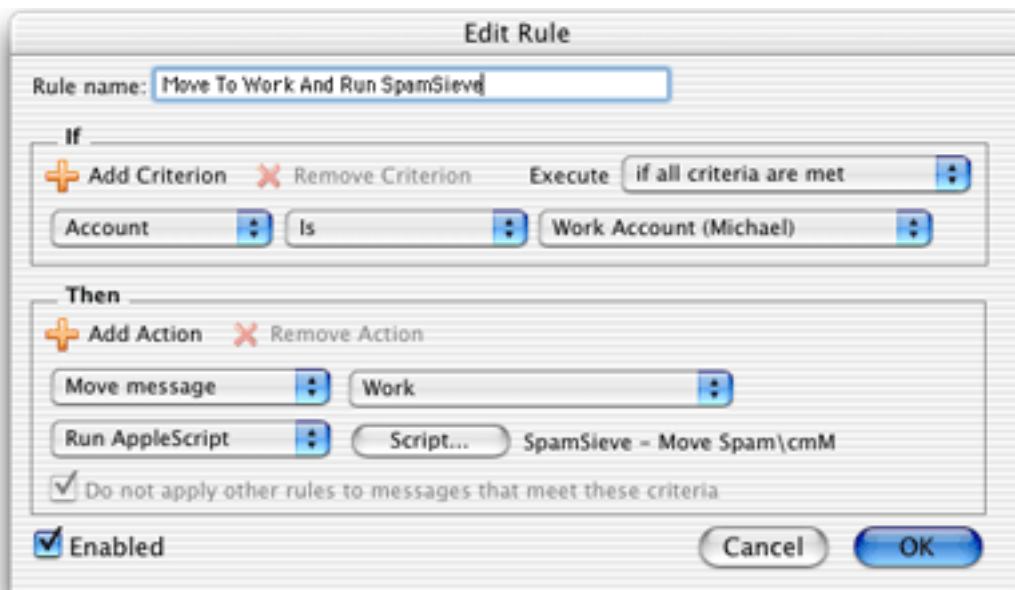 Edit Rule
Rule name: Move To Work And Run SpamSieve
If
Add Criterion Remove Criterion Execute if all criteria are met
Account Is Work Account (Michael)
Then
Add Action Remove Action
Move message Work
Run AppleScript Script... SpamSieve - Move Spam\cmM
Do not apply other rules to messages that meet these criteria
Enabled Cancel OK